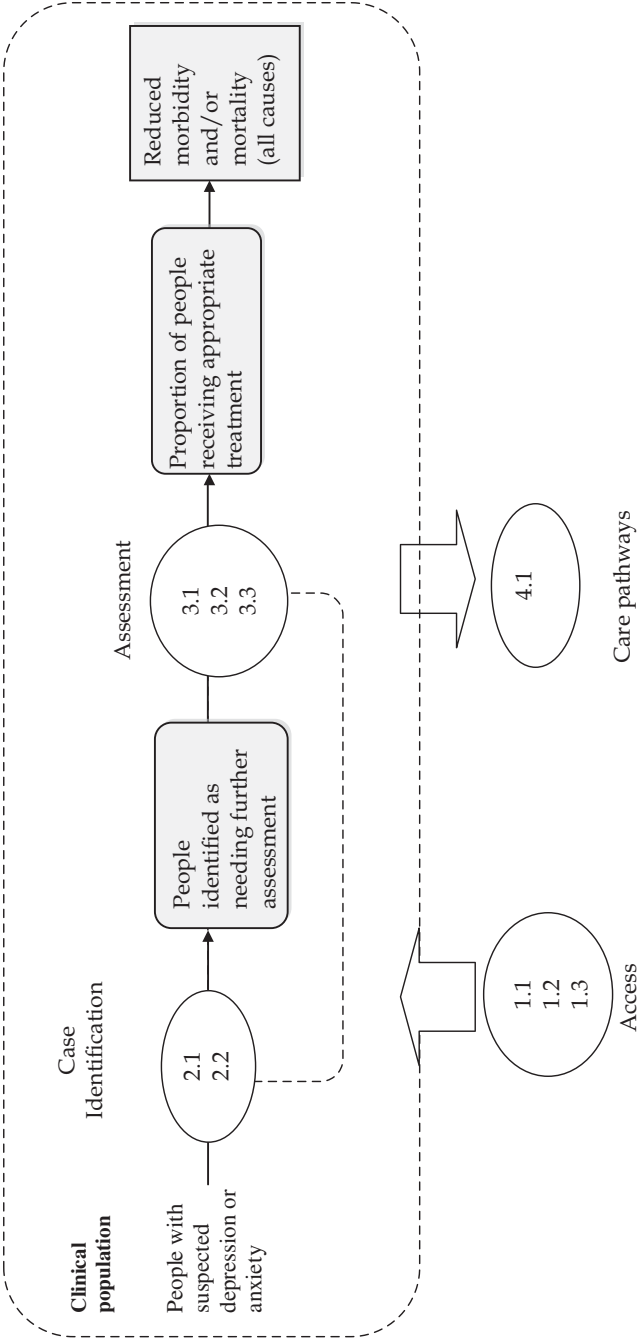 Clinical
population
People with
suspected
depression or
anxiety
Case
Identification
2.1
2.2
People
identified as
needing further
assessment
Assessment
3.1
3.2
3.3
Proportion of people
receiving appropriate
treatment
Reduced
morbidity
and/or
mortality
(all causes)
1.1
1.2
1.3
Access
4.1
Care pathways